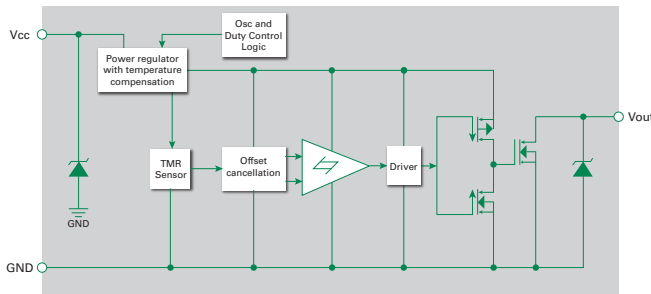 Osc and
Duty Control
Logic
Vcc
Power regulator
with temperature
compensation
Vout
TMR
Sensor
Offset
cancellation
Driver
GND
GND